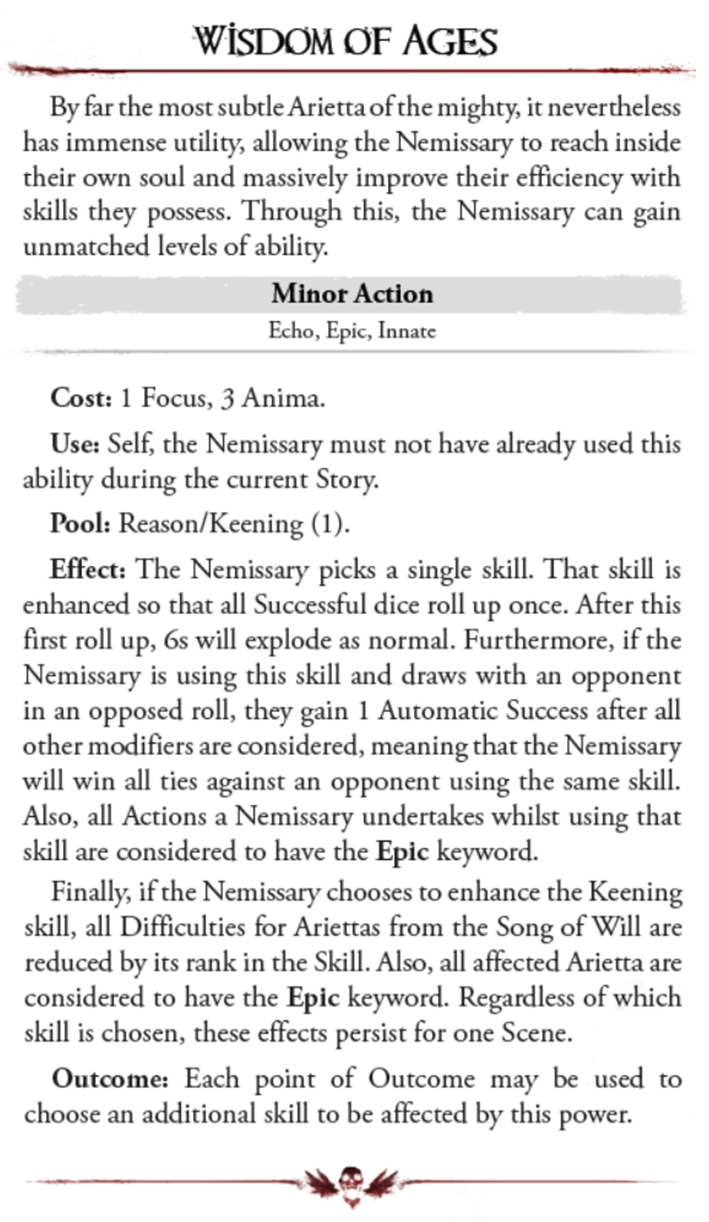 Wisdom of Ages
By far the most subtle Arietta of the mighty, it nevertheless
has immense utility, allowing the Nemissary to reach inside
their own soul and massively improve their efficiency with
skills they possess. Through this, the Nemissary can gain
unmatched levels of ability.
Minor Action
Echo, Epic, Innate
Cost: 1 Focus, 3 Anima.
Use: Self, the Nemissary must not have already used this
ability during the current Story.
Pool: Reason/Keening (1).
Effect: The Nemissary picks a single skill. That skill is
enhanced so that all Successful dice roll up once. After this
first roll up, 6s will explode as normal. Furthermore, if the
Nemissary is using this skill and draws with an opponent
in an opposed roll, they gain 1 Automatic Success after all
other modifiers are considered, meaning that the Nemissary
will win all ties against an opponent using the same skill.
Also, all Actions a Nemissary undertakes whilst using that
skill are considered to have the Epic keyword.
Finally, if the Nemissary chooses to enhance the Keening
skill, all Difficulties for Ariettas from the Song of Will are
reduced by its rank in the Skill. Also, all affected Arietta are
considered to have the Epic keyword. Regardless of which
skill is chosen, these effects persist for one Scene.
Outcome: Each point of Outcome may be used to
choose an additional skill to be affected by this power.